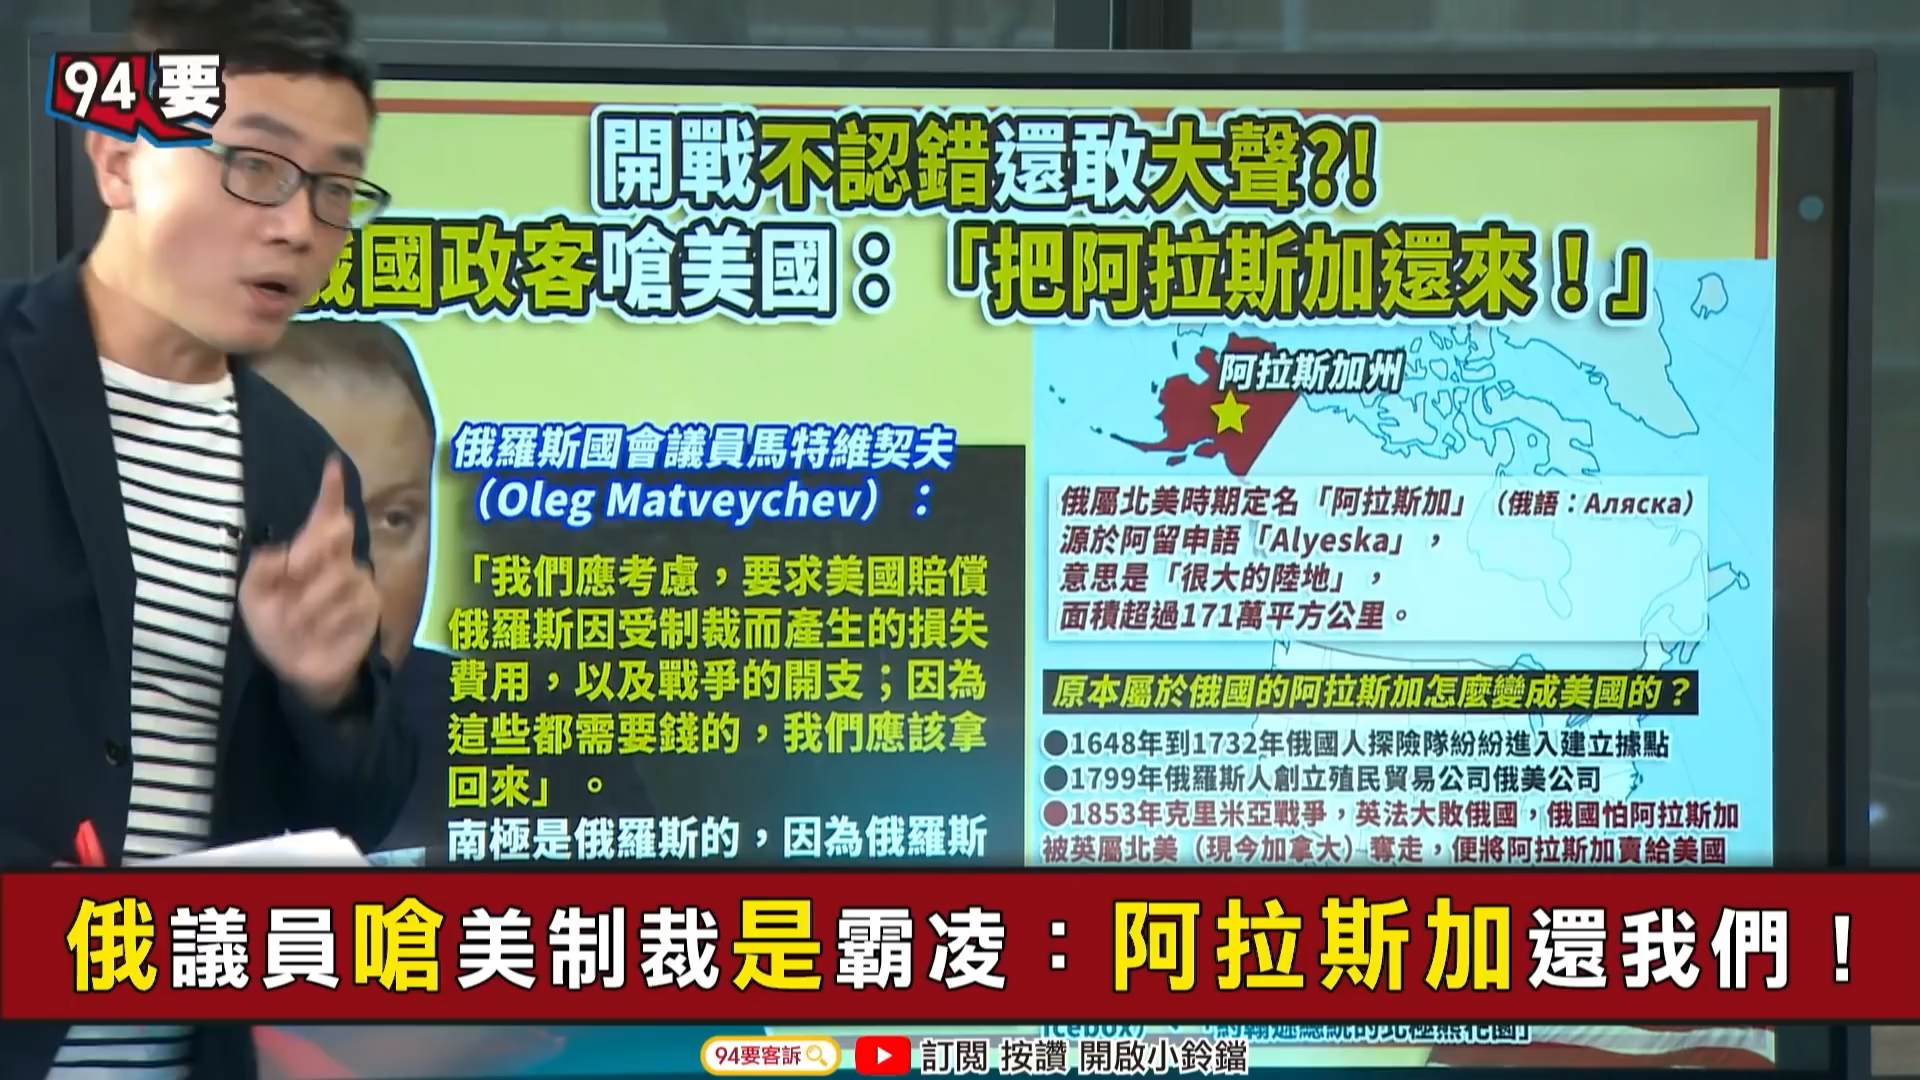 94要
開戰不認錯還敢大聲?!
俄國政客嗆美國：「把阿拉斯加還來！」
俄羅斯國會議員馬特維契夫
（Oleg Matveychev）：
「我們應考慮，要求美國賠償
俄羅斯因受制裁而產生的損失
費用，以及戰爭的開支；因為
這些都需要錢的，我們應該拿
回來」。
南極是俄羅斯的，因為俄羅斯
阿拉斯加州
俄屬北美時期定名「阿拉斯加」（俄語：Аляска）
源於阿留申語「Alyeska」，
意思是「很大的陸地」，
面積超過171萬平方公里。
原本屬於俄國的阿拉斯加怎麼變成美國的？
●1648年到1732年俄國人探險隊紛紛進入建立據點
●1799年俄羅斯人創立殖民貿易公司俄美公司
●1853年克里米亞戰爭，英法大敗俄國，俄國怕阿拉斯加
被英屬北美（現今加拿大）奪走，便將阿拉斯加賣給美國
俄議員嗆美制裁是霸凌：阿拉斯加還我們！
Icebox）、「約翰遜總統的北極熊花園」
94要客訴
訂閱 按讚 開啟小鈴鐺